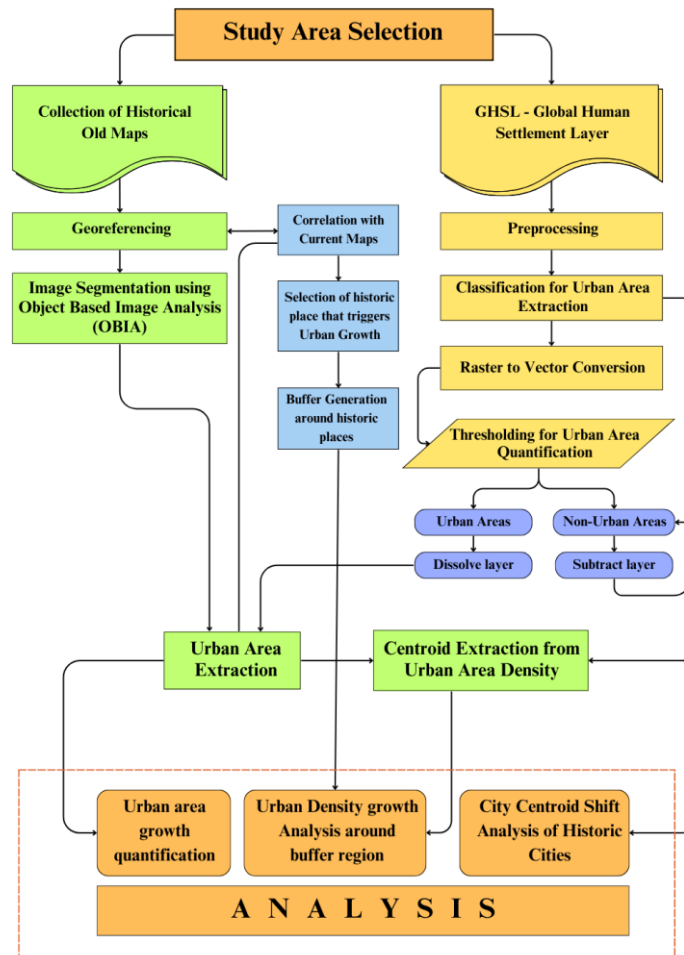 Study Area Selection
Collection of Historical
Old Maps
GHSL - Global Human
Settlement Layer
Georeferencing
Correlation with
Current Maps
Preprocessing
Image Segmentation using
Object Based Image Analysis
(OBIA)
Selection of historic
place that triggers
Urban Growth
Classification for Urban Area
Extraction
Raster to Vector Conversion
Buffer Generation
around historic
places
Thresholding for Urban Area
Quantification
Urban Areas
Non-Urban Areas
Dissolve layer
Subtract layer
Urban Area
Extraction
Centroid Extraction from
Urban Area Density
Urban area
growth
quantification
Urban Density growth
Analysis around
buffer region
City Centroid Shift
Analysis of Historic
Cities
A N A L Y S I S